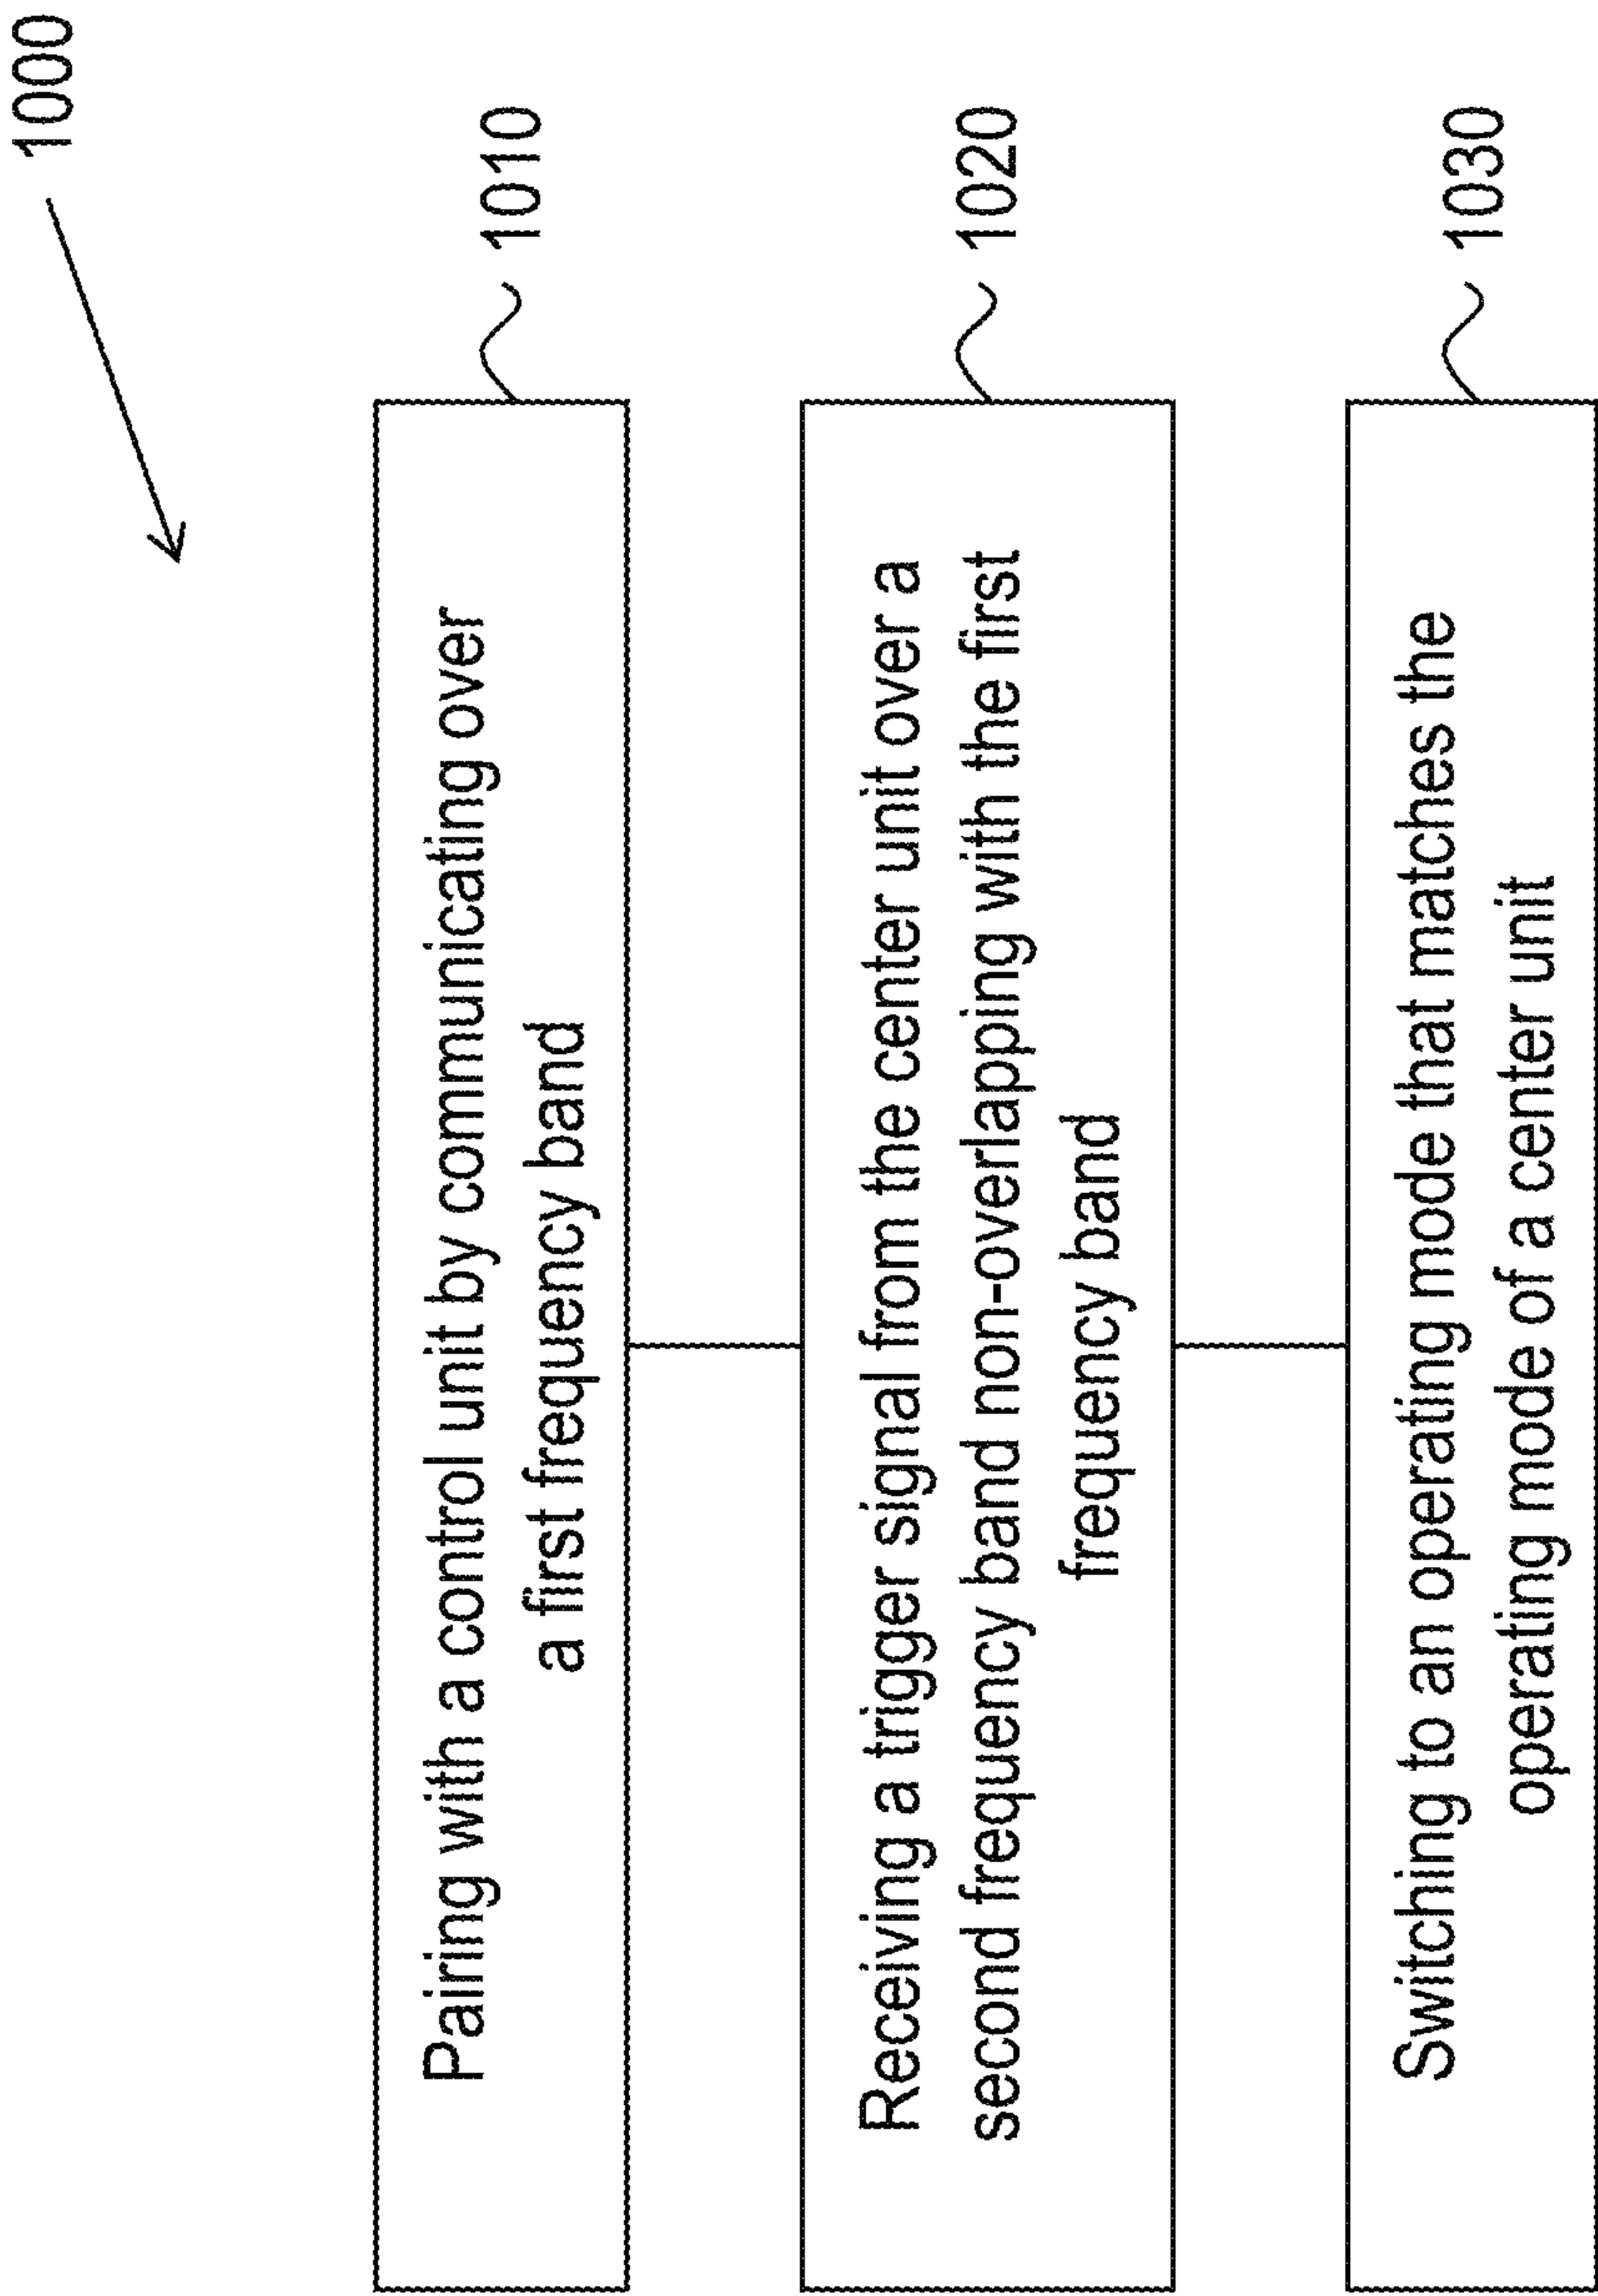 1000
Pairing with a control unit by communicating over
a first frequency band
1010
Receiving a trigger signal from the center unit over a
second frequency band non-overlapping with the first
frequency band
1020
Switching to an operating mode that matches the
operating mode of a center unit
1030